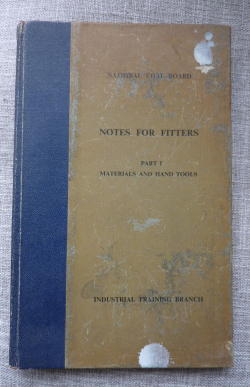 NATIONAL COAL BOARD
NOTES FOR FITTERS
PART I
MATERIALS AND HAND TOOLS
INDUSTRIAL TRAINING BRANCH